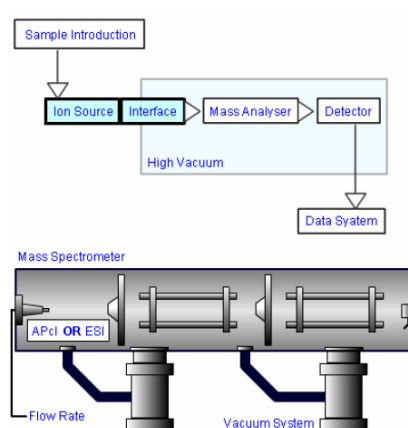 Sample Introduction
Ion Source
Interface
Mass Analyser
Detector
High Vacuum
Data Syatem
Mass Spectrometer
APcI OR ESI
Flow Rate
Vacuum System